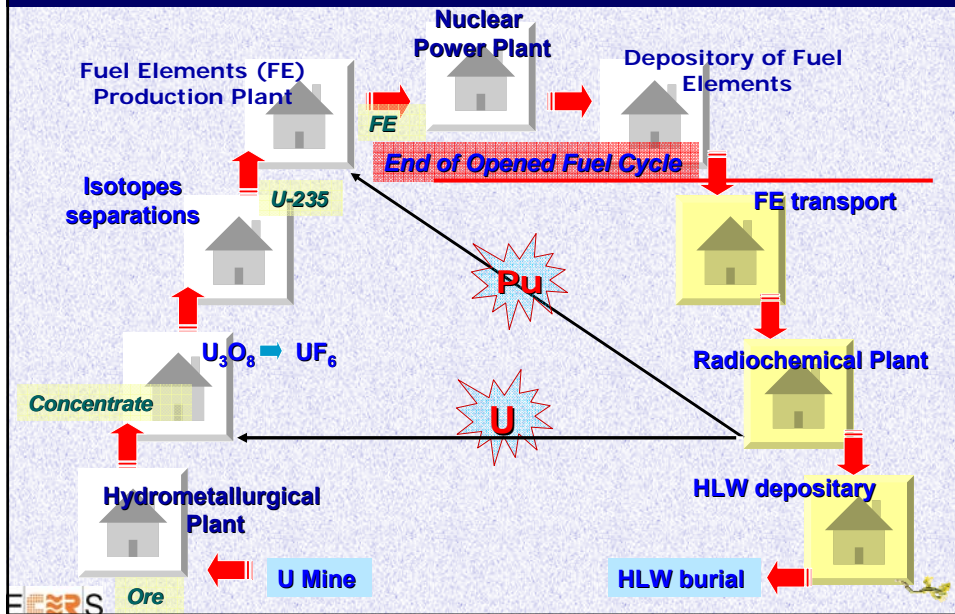 Nuclear
Power Plant
Fuel Elements (FE)
Production Plant
Depository of Fuel
Elements
FE
End of Opened Fuel Cycle
Isotopes
separations
U-235
FE transport
Pu
U₃O₈ UF₆
Radiochemical Plant
Concentrate
U
HLW depositary
Hydrometallurgical
Plant
U Mine
HLW burial
Ore